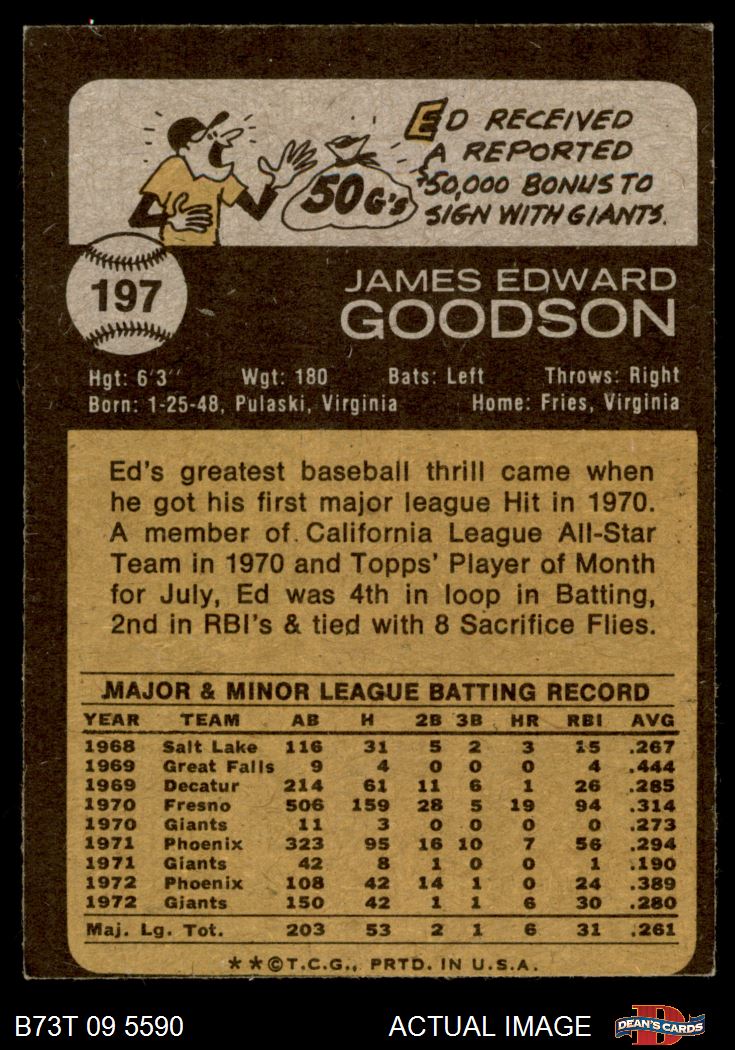 ED RECEIVED
A REPORTED
$50,000 BONUS TO
SIGN WITH GIANTS.
50 G's
197
JAMES EDWARD
GOODSON
Hgt: 6'3" Wgt: 180 Bats: Left Throws: Right
Born: 1-25-48, Pulaski, Virginia Home: Fries, Virginia
Ed's greatest baseball thrill came when
he got his first major league Hit in 1970.
A member of California League All-Star
Team in 1970 and Topps' Player of Month
for July, Ed was 4th in loop in Batting,
2nd in RBI's & tied with 8 Sacrifice Flies.
MAJOR & MINOR LEAGUE BATTING RECORD
YEAR TEAM AB H 2B 3B HR RBI AVG
1968 Salt Lake 116 31 5 2 3 15 .267
1969 Great Falls 9 4 0 0 0 4 .444
1969 Decatur 214 61 11 6 1 26 .285
1970 Fresno 506 159 28 5 19 94 .314
1970 Giants 11 3 0 0 0 0 .273
1971 Phoenix 323 95 16 10 7 56 .294
1971 Giants 42 8 1 0 0 1 .190
1972 Phoenix 108 42 14 1 0 24 .389
1972 Giants 150 42 1 1 6 30 .280
Maj. Lg. Tot. 203 53 2 1 6 31 .261
**©T.C.G., PRTD. IN U.S.A.
B73T 09 5590 ACTUAL IMAGE DEAN'S CARDS